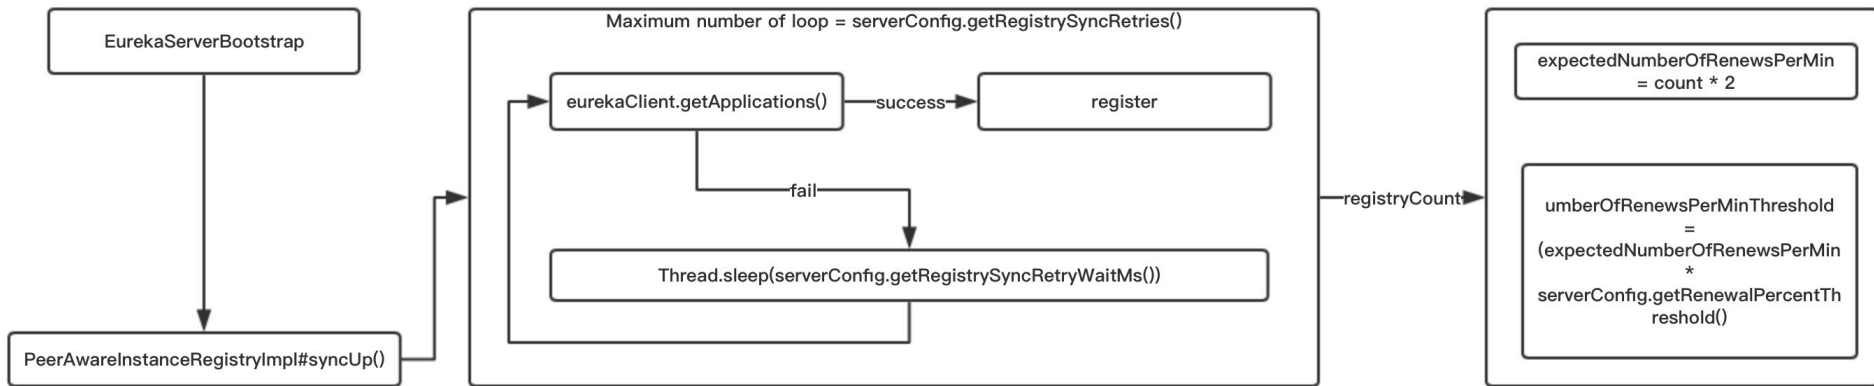 EurekaServerBootstrap
PeerAwareInstanceRegistryImpl#syncUp()
Maximum number of loop = serverConfig.getRegistrySyncRetries()
eurekaClient.getApplications()
success
register
fail
Thread.sleep(serverConfig.getRegistrySyncRetryWaitMs())
registryCount
expectedNumberOfRenewsPerMin
= count * 2
umberOfRenewsPerMinThreshold
=
(expectedNumberOfRenewsPerMin
*
serverConfig.getRenewalPercentTh
reshold()